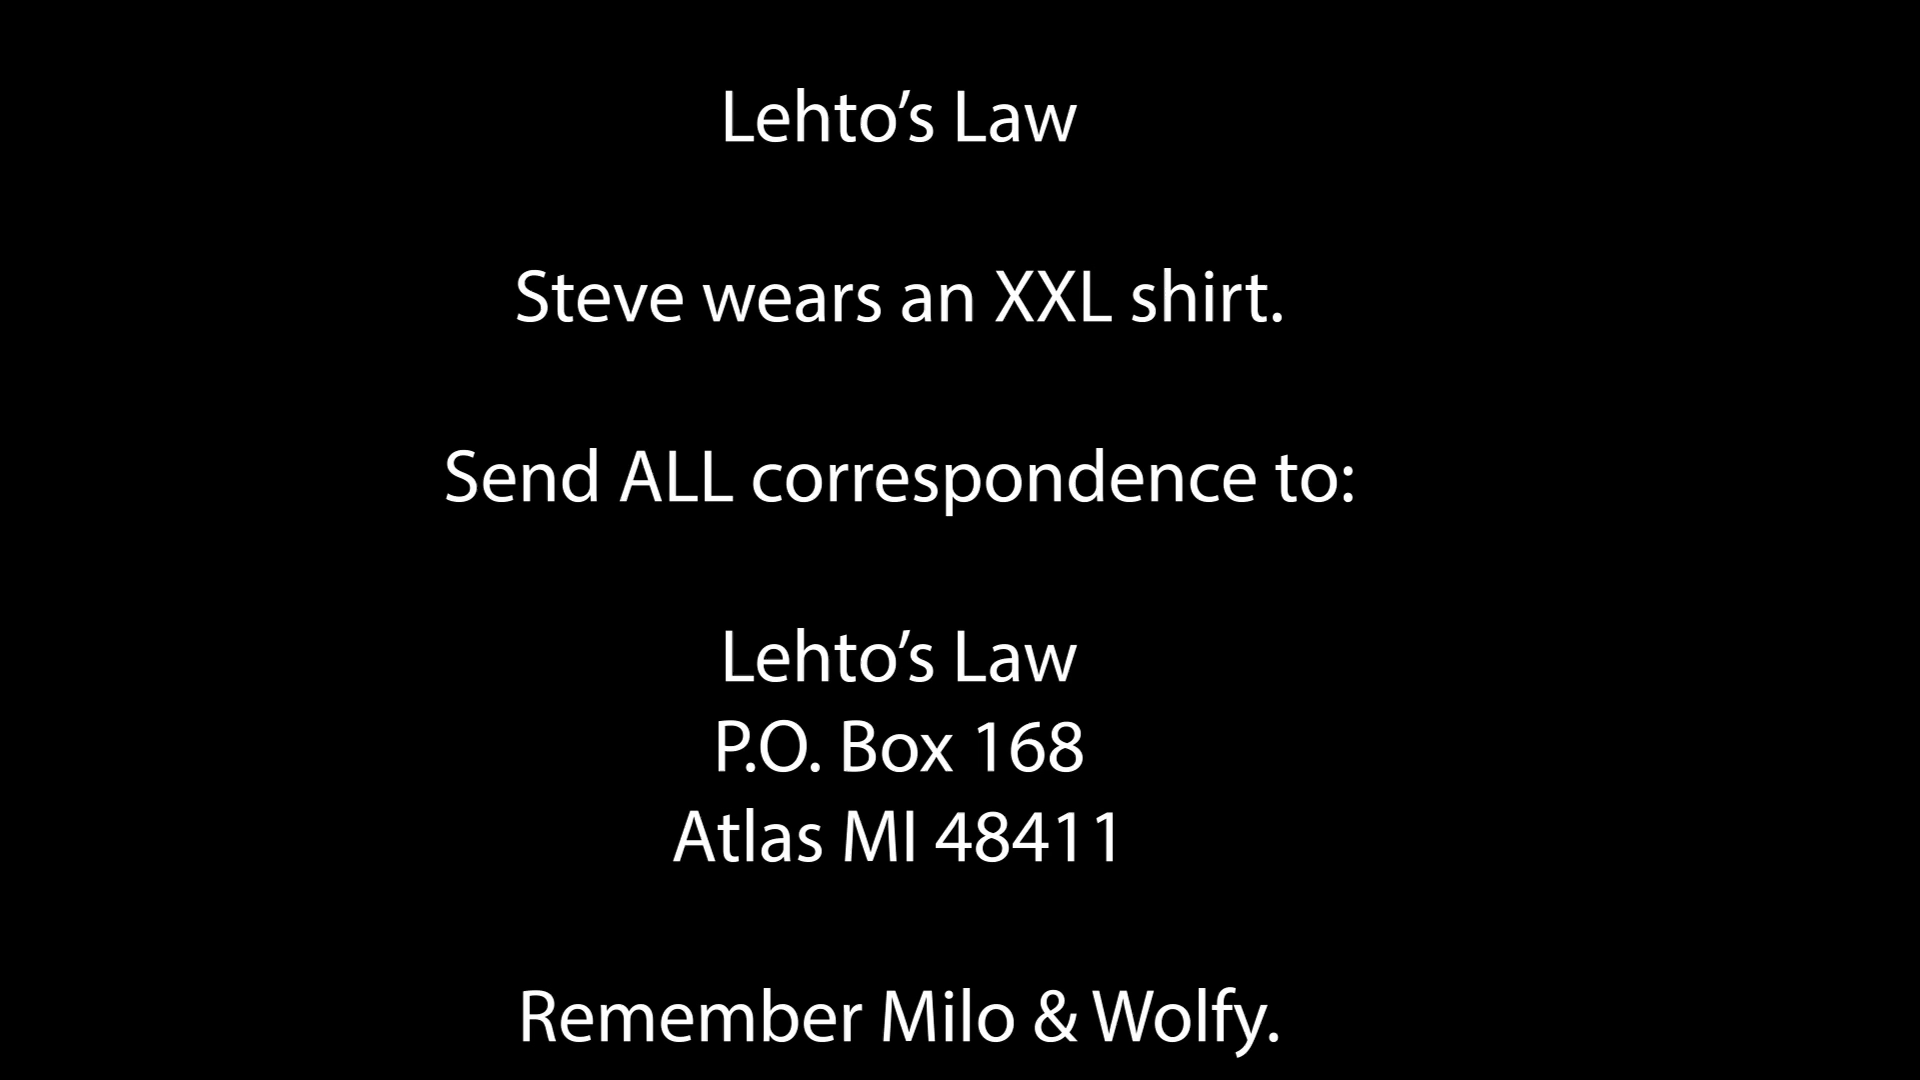 Lehto’s Law
Steve wears an XXL shirt.
Send ALL correspondence to:
Lehto’s Law
P.O. Box 168
Atlas MI 48411
Remember Milo & Wolfy.